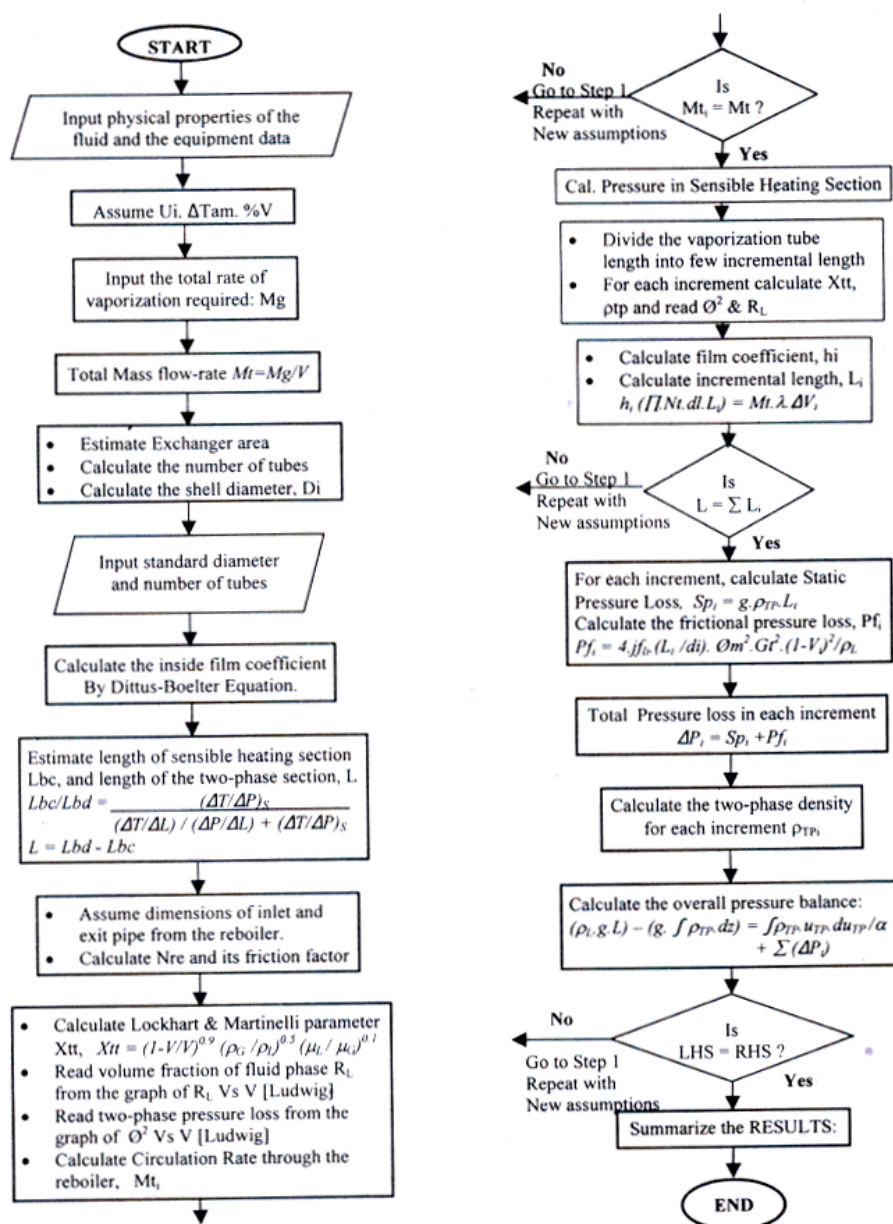 START
Input physical properties of the
fluid and the equipment data
Assume Ui. ΔTam. %V
Input the total rate of
vaporization required: Mg
Total Mass flow-rate Mt=Mg/V
• Estimate Exchanger area
• Calculate the number of tubes
• Calculate the shell diameter, Di
Input standard diameter
and number of tubes
Calculate the inside film coefficient
By Dittus-Boelter Equation.
Estimate length of sensible heating section
Lbc, and length of the two-phase section, L
Lbc/Lbd = (ΔT/ΔP)s
(ΔT/ΔL) / (ΔP/ΔL) + (ΔT/ΔP)s
L = Lbd - Lbc
• Assume dimensions of inlet and
exit pipe from the reboiler.
• Calculate Nre and its friction factor
• Calculate Lockhart & Martinelli parameter
Xtt, Xtt = (1-V/V)^0.9 (ρG /ρl)^0.5 (μL / μG)^0.1
• Read volume fraction of fluid phase RL
from the graph of RL Vs V [Ludwig]
• Read two-phase pressure loss from the
graph of Ø² Vs V [Ludwig]
• Calculate Circulation Rate through the
reboiler, Mti
Is
Mti = Mt ?
No
Go to Step 1
Repeat with
New assumptions
Yes
Cal. Pressure in Sensible Heating Section
• Divide the vaporization tube
length into few incremental length
• For each increment calculate Xtt,
ρtp and read Ø² & RL
• Calculate film coefficient, hi
• Calculate incremental length, Li
hi (∏.Nt.dl.Li) = Mt.λ.ΔVi
Is
L = ∑ Li
No
Go to Step 1
Repeat with
New assumptions
Yes
For each increment, calculate Static
Pressure Loss, Spi = g.ρTP.Li
Calculate the frictional pressure loss, Pfi
Pfi = 4.jfir.(Li /di). Øm².Gt².(1-Vi)²/ρL
Total Pressure loss in each increment
ΔPi = Spi +Pfi
Calculate the two-phase density
for each increment ρTPi
Calculate the overall pressure balance:
(ρL.g.L) – (g. ∫ ρTP.dz) = ∫ρTP.uTP.duTP/α
+ ∑(ΔPi)
Is
LHS = RHS ?
No
Go to Step 1
Repeat with
New assumptions
Yes
Summarize the RESULTS:
END